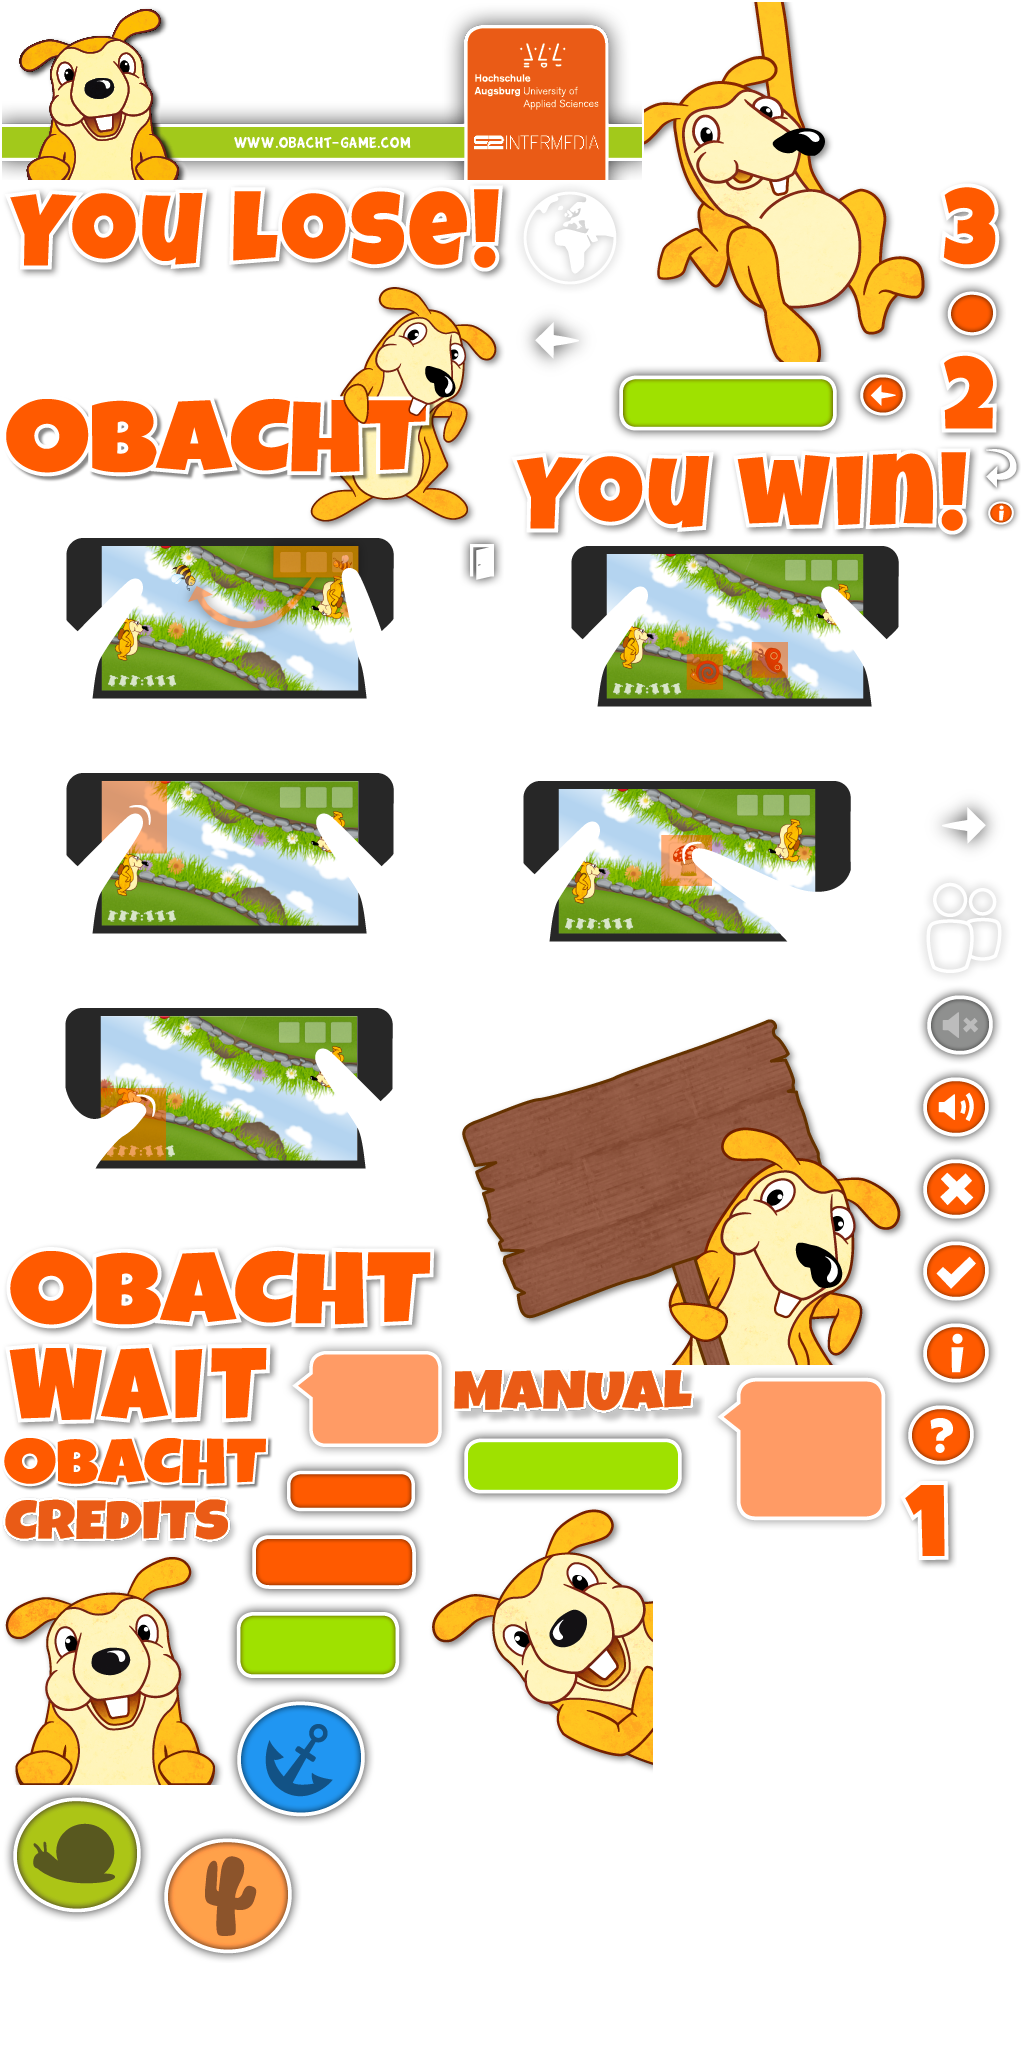 Hochschule
Augsburg University of
Applied Sciences
WWW.OBACHT-GAME.COM
INTERMEDIA
YOU LOSE!
3
2
OBACHT
YOU WIN!
i
OBACHT
i
WAIT
MANUAL
?
OBACHT
CREDITS
1